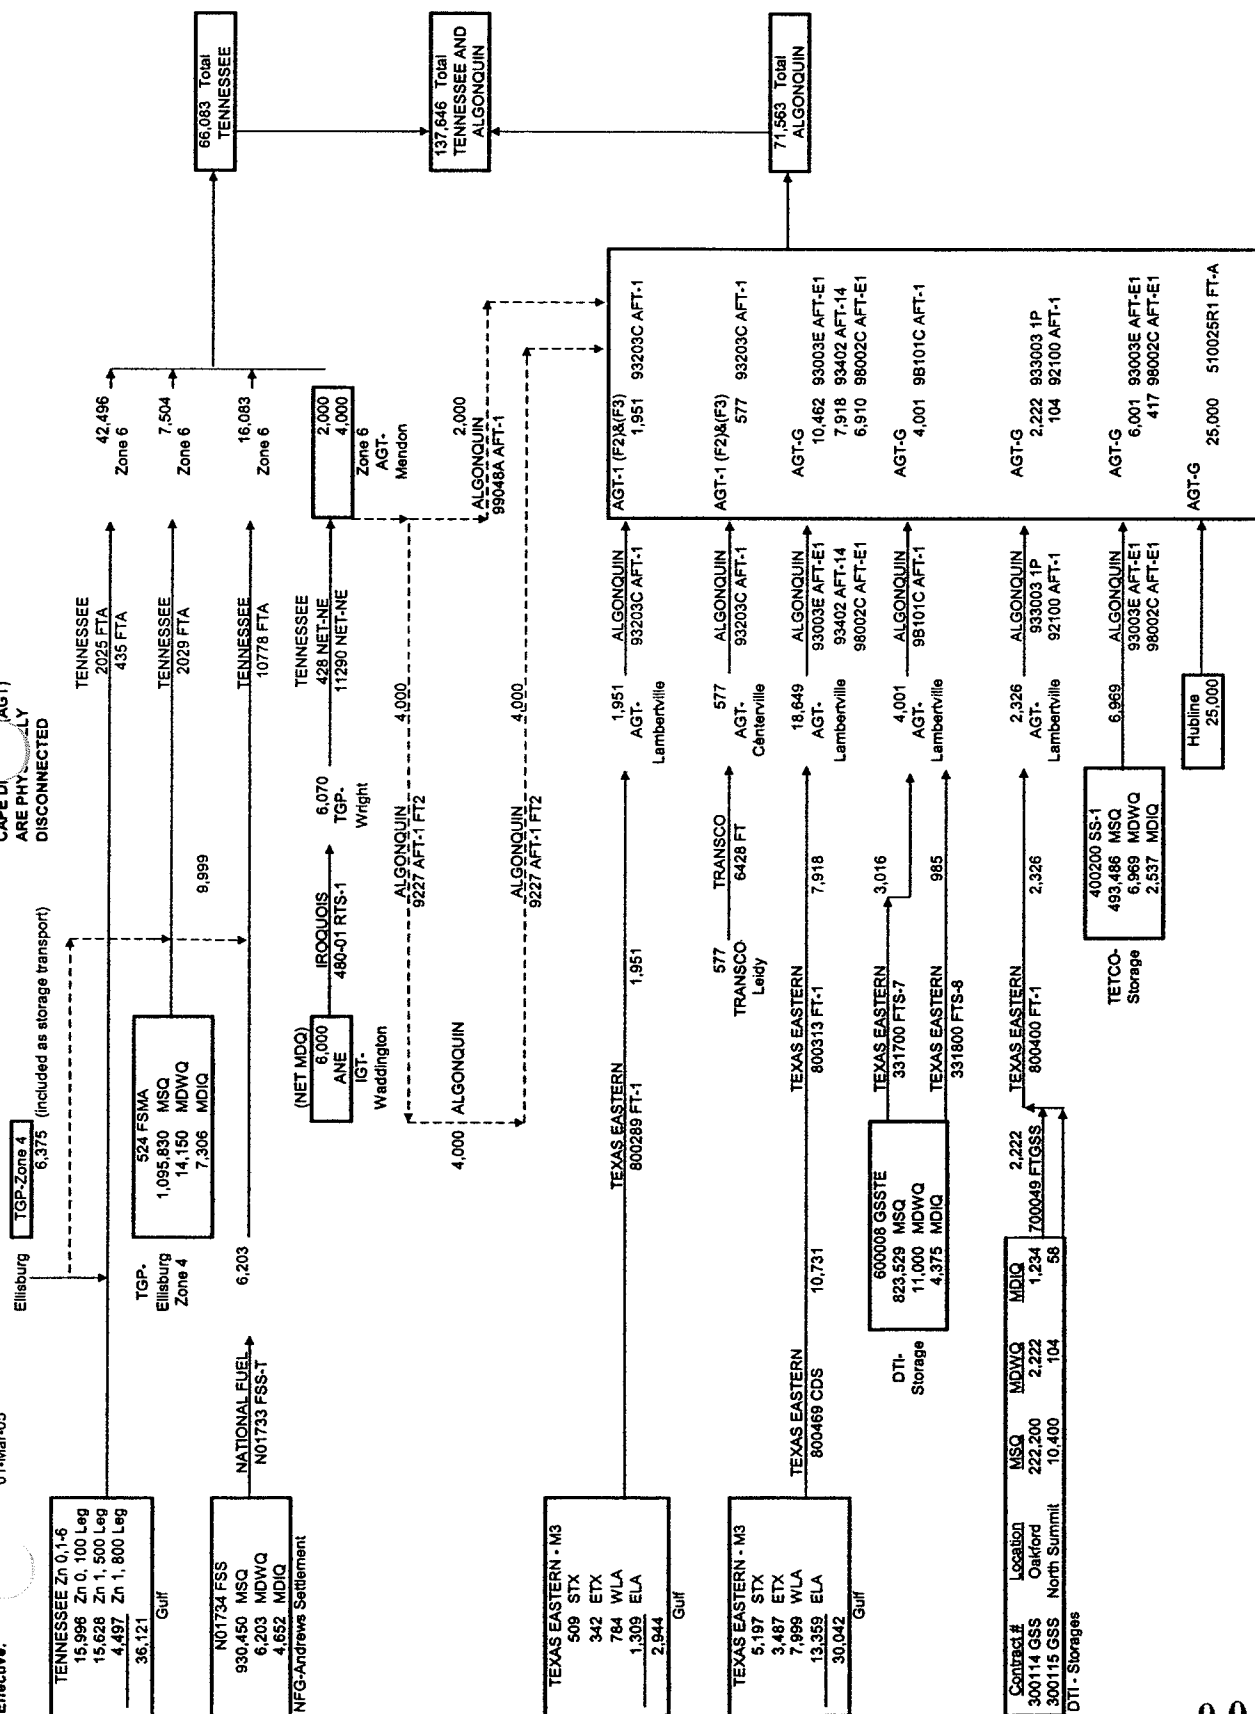 Effective:
01-Mar-05
ARE PHYS
LLY
(AGT)
DISCONNECTED
Ellisburg
TGP-Zone 4
6,375 (included as storage transport)
TENNESSEE Zn 0,1-6
15,996 Zn 0, 100 Leg
15,628 Zn 1, 500 Leg
4,497 Zn 1, 800 Leg
36,121
Gulf
TENNESSEE
2025 FTA
435 FTA
42,496
Zone 6
TGP-
Ellisburg
Zone 4
524 FSMA
1,095,830 MSQ
14,150 MDWQ
7,306 MDIQ
9,999
TENNESSEE
2029 FTA
7,504
Zone 6
N01734 FSS
930,450 MSQ
6,203 MDWQ
4,652 MDIQ
NFG-Andrews Settlement
NATIONAL FUEL
N01733 FSS-T
6,203
TENNESSEE
10778 FTA
16,083
Zone 6
66,083 Total
TENNESSEE
(NET MDQ)
6,000
ANE
IGT-
Waddington
IROQUOIS
480-01 RTS-1
6,070
TGP-
Wright
TENNESSEE
428 NET-NE
11290 NET-NE
2,000
4,000
Zone 6
AGT-
Mendon
ALGONQUIN
9227 AFT-1 FT2
4,000
4,000 ALGONQUIN
2,000
ALGONQUIN
99048A AFT-1
ALGONQUIN
9227 AFT-1 FT2
4,000
137,646 Total
TENNESSEE AND
ALGONQUIN
TEXAS EASTERN - M3
509 STX
342 ETX
784 WLA
1,309 ELA
2,944
Gulf
TEXAS EASTERN
800289 FT-1
1,951
1,951
AGT-
Lambertville
ALGONQUIN
93203C AFT-1
AGT-1 (F2)&(F3)
1,951 93203C AFT-1
577
TRANSCO
Leidy
TRANSCO
6428 FT
577
AGT-
Centerville
ALGONQUIN
93203C AFT-1
AGT-1 (F2)&(F3)
577 93203C AFT-1
71,563 Total
ALGONQUIN
TEXAS EASTERN - M3
5,197 STX
3,487 ETX
7,999 WLA
13,359 ELA
30,042
Gulf
TEXAS EASTERN
800469 CDS
10,731
TEXAS EASTERN
800313 FT-1
7,918
18,649
AGT-
Lambertville
ALGONQUIN
93003E AFT-E1
93402 AFT-14
98002C AFT-E1
AGT-G
10,462 93003E AFT-E1
7,918 93402 AFT-14
6,910 98002C AFT-E1
DTI-
Storage
600008 GSSTE
823,529 MSQ
11,000 MDWQ
4,375 MDIQ
TEXAS EASTERN
331700 FTS-7
3,016
TEXAS EASTERN
331800 FTS-8
985
4,001
AGT-
Lambertville
ALGONQUIN
9B101C AFT-1
AGT-G
4,001 9B101C AFT-1
Contract # Location MSQ MDWQ MDIQ
300114 GSS Oakford 222,200 2,222 1,234
300115 GSS North Summit 10,400 104 58
DTI - Storages
2,222
700049 FTGSS
TEXAS EASTERN
800400 FT-1
2,326
2,326
AGT-
Lambertville
ALGONQUIN
933003 1P
92100 AFT-1
AGT-G
2,222 933003 1P
104 92100 AFT-1
TETCO-
Storage
400200 SS-1
493,486 MSQ
6,969 MDWQ
2,537 MDIQ
6,969
ALGONQUIN
93003E AFT-E1
98002C AFT-E1
AGT-G
6,001 93003E AFT-E1
417 98002C AFT-E1
Hubline
25,000
AGT-G
25,000 510025R1 FT-A